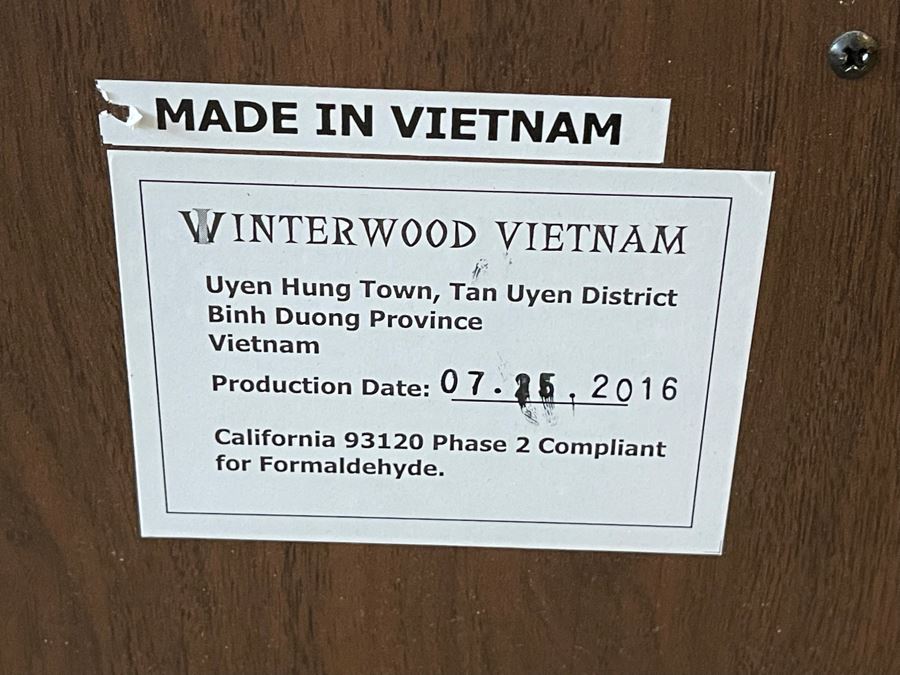 MADE IN VIETNAM
WINTERWOOD VIETNAM
Uyen Hung Town, Tan Uyen District
Binh Duong Province
Vietnam
Production Date: 07. . 2016
California 93120 Phase 2 Compliant
for Formaldehyde.